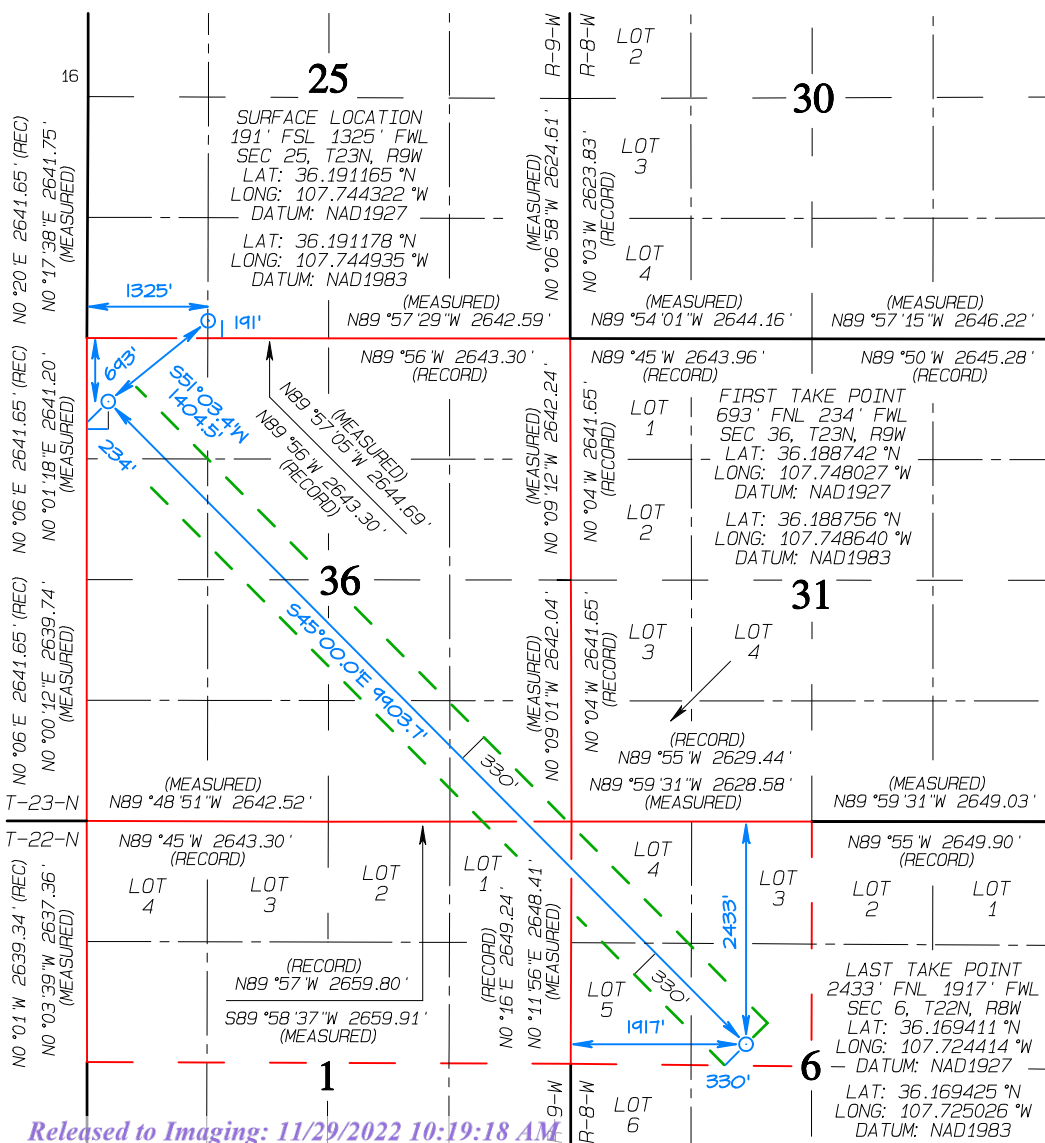 25
16
SURFACE LOCATION
191' FSL 1325' FWL
SEC 25, T23N, R9W
LAT: 36.191165 °N
LONG: 107.744322 °W
DATUM: NAD1927
LAT: 36.191178 °N
LONG: 107.744935 °W
DATUM: NAD1983
R-9-W
R-8-W
LOT
2
30
LOT
3
LOT
4
N0 °20'E 2641.65' (REC)
N0 °17'38"E 2641.75'
(MEASURED)
(MEASURED)
N0 °06'58"W 2624.61'
N0 °03'W 2623.83'
(RECORD)
1325'
191'
(MEASURED)
N89 °57'29"W 2642.59'
(MEASURED)
N89 °54'01"W 2644.16'
(MEASURED)
N89 °57'15"W 2646.22'
N89 °56'W 2643.30'
(RECORD)
N89 °45'W 2643.96'
(RECORD)
N89 °50'W 2645.28'
(RECORD)
693'
S51°03.4'W
1404.5'
234'
(MEASURED)
N89 °57'05"W 2644.69'
N89 °56'W 2643.30'
(RECORD)
N0 °06'E 2641.65' (REC)
N0 °01'18"E 2641.20'
(MEASURED)
(MEASURED)
N0 °09'12"W 2642.24'
N0 °04'W 2641.65'
(RECORD)
LOT
1
LOT
2
FIRST TAKE POINT
693' FNL 234' FWL
SEC 36, T23N, R9W
LAT: 36.188742 °N
LONG: 107.748027 °W
DATUM: NAD1927
LAT: 36.188756 °N
LONG: 107.748640 °W
DATUM: NAD1983
36
31
S45°00.0'E 9903.7'
N0 °06'E 2641.65' (REC)
N0 °00'12"E 2639.74'
(MEASURED)
(MEASURED)
N0 °09'01"W 2642.04'
N0 °04'W 2641.65'
(RECORD)
LOT
3
LOT
4
330'
(RECORD)
N89 °55'W 2629.44'
N89 °59'31"W 2628.58'
(MEASURED)
(MEASURED)
N89 °59'31"W 2649.03'
(MEASURED)
N89 °48'51"W 2642.52'
T-23-N
T-22-N
N89 °45'W 2643.30'
(RECORD)
N89 °55'W 2649.90'
(RECORD)
LOT
4
LOT
3
LOT
2
LOT
1
LOT
4
LOT
3
LOT
2
LOT
1
N0 °01'W 2639.34' (REC)
N0 °03'39"W 2637.36'
(MEASURED)
(RECORD)
N0 °16'E 2649.24'
N0 °11'56"E 2648.41'
(MEASURED)
2433'
(RECORD)
N89 °57'W 2659.80'
S89 °58'37"W 2659.91'
(MEASURED)
LOT
5
330'
1917'
330'
LAST TAKE POINT
2433' FNL 1917' FWL
SEC 6, T22N, R8W
LAT: 36.169411 °N
LONG: 107.724414 °W
DATUM: NAD1927
LAT: 36.169425 °N
LONG: 107.725026 °W
DATUM: NAD1983
1
6
R-9-W
R-8-W
LOT
6
Released to Imaging: 11/29/2022 10:19:18 AM